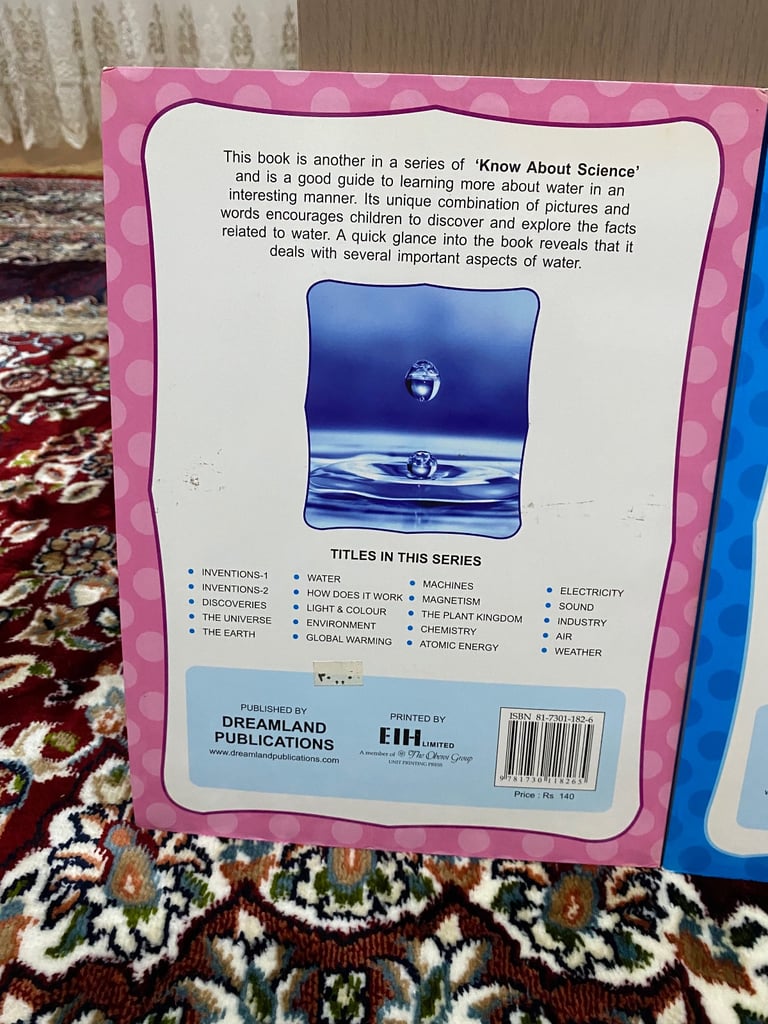 This book is another in a series of 'Know About Science'
and is a good guide to learning more about water in an
interesting manner. Its unique combination of pictures and
words encourages children to discover and explore the facts
related to water. A quick glance into the book reveals that it
deals with several important aspects of water.
TITLES IN THIS SERIES
• INVENTIONS-1
• INVENTIONS-2
• DISCOVERIES
• THE UNIVERSE
• THE EARTH
• WATER
• HOW DOES IT WORK
• LIGHT & COLOUR
• ENVIRONMENT
• GLOBAL WARMING
• MACHINES
• MAGNETISM
• THE PLANT KINGDOM
• CHEMISTRY
• ATOMIC ENERGY
• ELECTRICITY
• SOUND
• INDUSTRY
• AIR
• WEATHER
PUBLISHED BY
DREAMLAND
PUBLICATIONS
www.dreamlandpublications.com
PRINTED BY
EIH LIMITED
A member of The Oberoi Group
UNIT PRINTING PRESS
ISBN 81-7301-182-6
9 781730 118265
Price : Rs 140